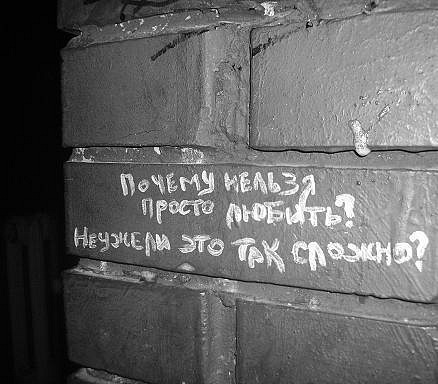 Почему нельзя
просто любить?
Неужели это так сложно?